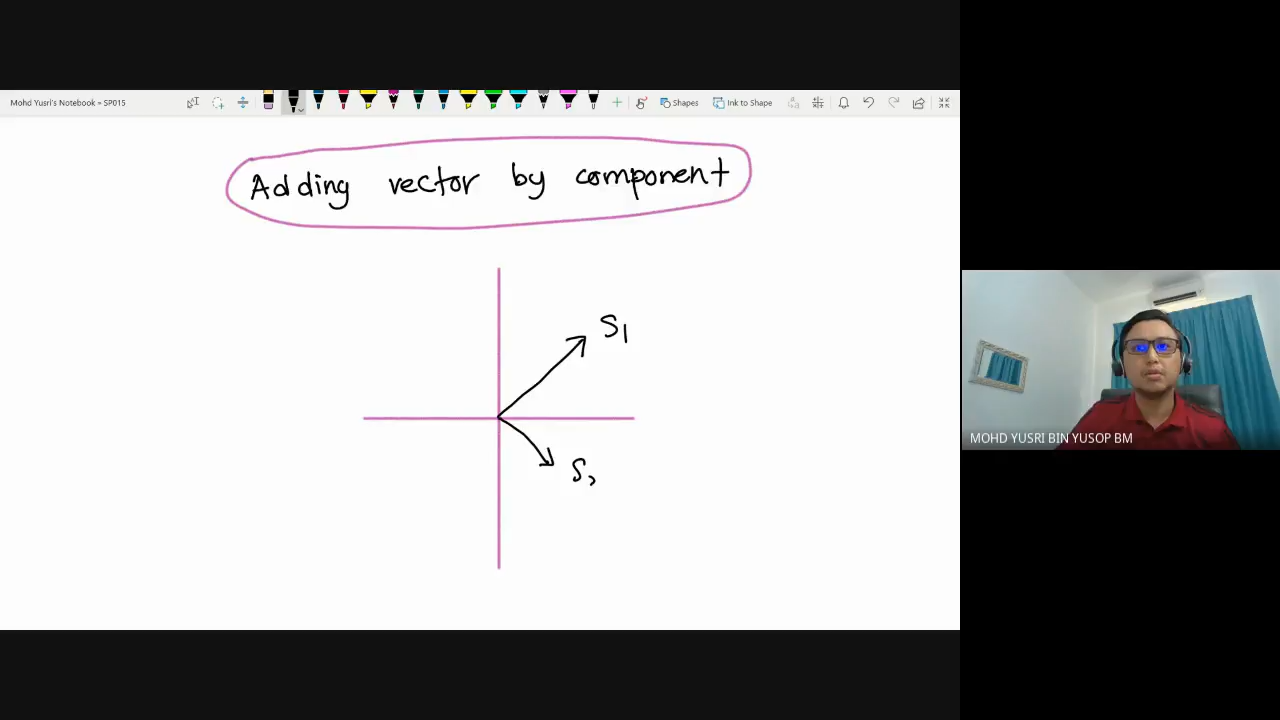 Mohd Yusri's Notebook » SP015
Shapes
Ink to Shape
Adding vector by component
S1
S2
MOHD YUSRI BIN YUSOP BM